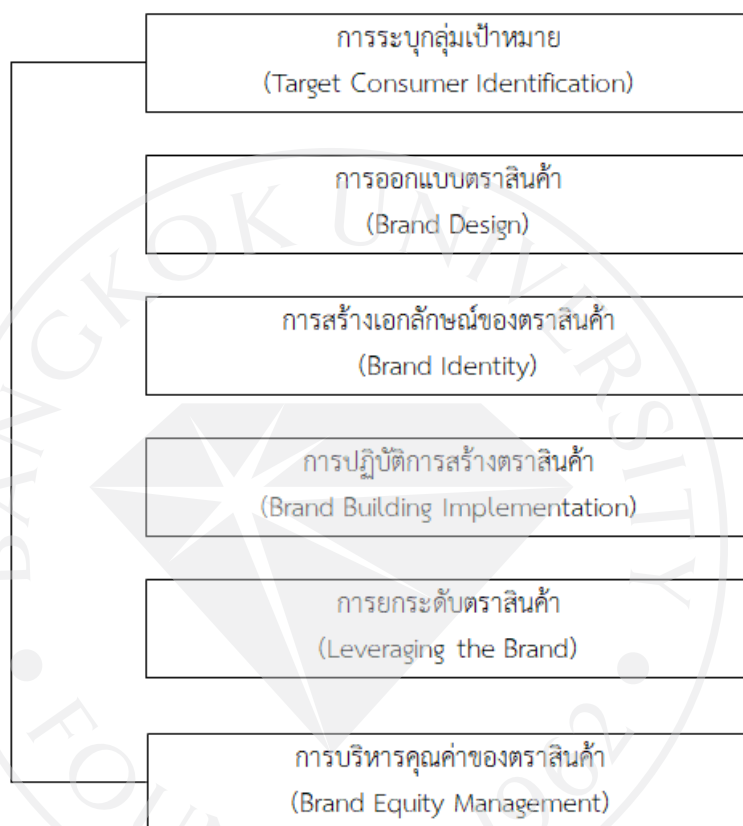 การระบุกลุ่มเป้าหมาย
(Target Consumer Identification)
การออกแบบตราสินค้า
(Brand Design)
การสร้างเอกลักษณ์ของตราสินค้า
(Brand Identity)
การปฏิบัติการสร้างตราสินค้า
(Brand Building Implementation)
การยกระดับตราสินค้า
(Leveraging the Brand)
การบริหารคุณค่าของตราสินค้า
(Brand Equity Management)
BANGKOK UNIVERSITY
1962